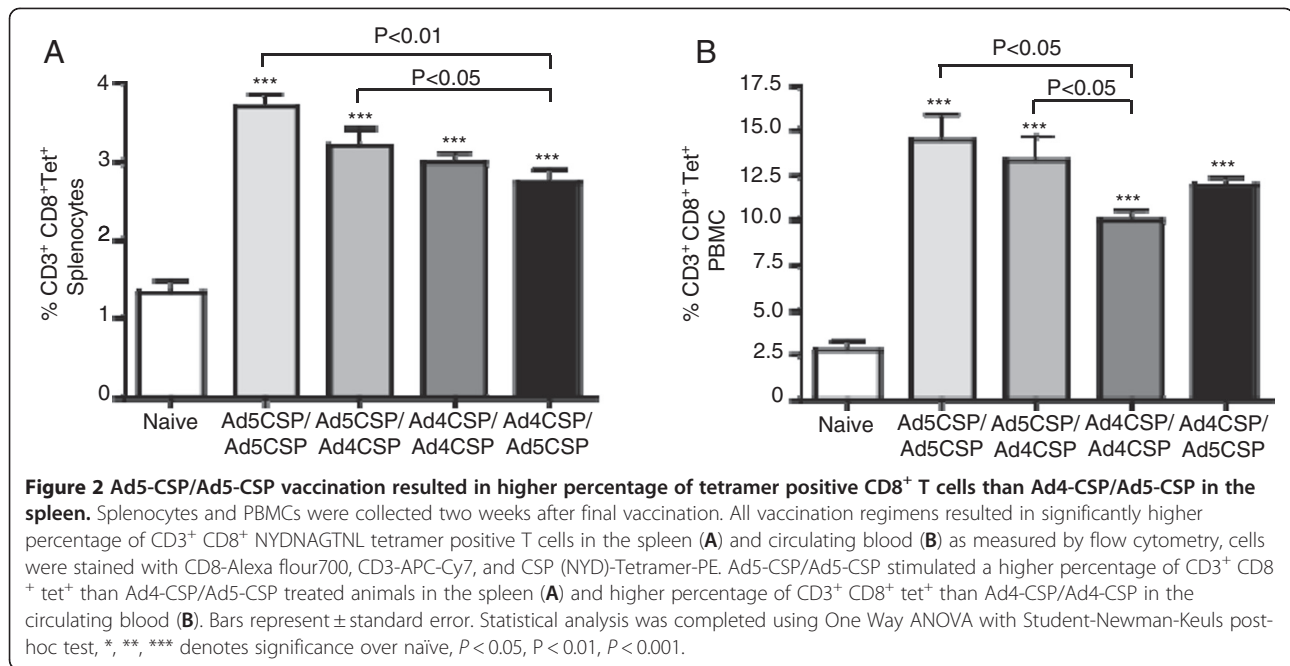 A
P<0.01
P<0.05
***
***
***
***
% CD3⁺ CD8⁺Tet⁺
Splenocytes
4
3
2
1
0
Naive
Ad5CSP/
Ad5CSP
Ad5CSP/
Ad4CSP
Ad4CSP/
Ad4CSP
Ad4CSP/
Ad5CSP
B
P<0.05
P<0.05
***
***
***
***
% CD3⁺ CD8⁺Tet⁺
PBMC
17.5
15.0
12.5
10.0
7.5
5.0
2.5
0
Naive
Ad5CSP/
Ad5CSP
Ad5CSP/
Ad4CSP
Ad4CSP/
Ad4CSP
Ad4CSP/
Ad5CSP
Figure 2 Ad5-CSP/Ad5-CSP vaccination resulted in higher percentage of tetramer positive CD8⁺ T cells than Ad4-CSP/Ad5-CSP in the
spleen. Splenocytes and PBMCs were collected two weeks after final vaccination. All vaccination regimens resulted in significantly higher
percentage of CD3⁺ CD8⁺ NYDNAGTNL tetramer positive T cells in the spleen (A) and circulating blood (B) as measured by flow cytometry, cells
were stained with CD8-Alexa flour700, CD3-APC-Cy7, and CSP (NYD)-Tetramer-PE. Ad5-CSP/Ad5-CSP stimulated a higher percentage of CD3⁺ CD8
⁺ tet⁺ than Ad4-CSP/Ad5-CSP treated animals in the spleen (A) and higher percentage of CD3⁺ CD8⁺ tet⁺ than Ad4-CSP/Ad4-CSP in the
circulating blood (B). Bars represent ± standard error. Statistical analysis was completed using One Way ANOVA with Student-Newman-Keuls post-
hoc test, *, **, *** denotes significance over naïve, P < 0.05, P < 0.01, P < 0.001.